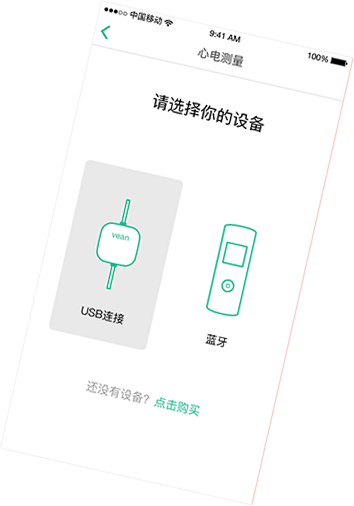 中国移动 9:41 AM 100%
心电测量
请选择你的设备
vean
USB连接
蓝牙
还没有设备？点击购买